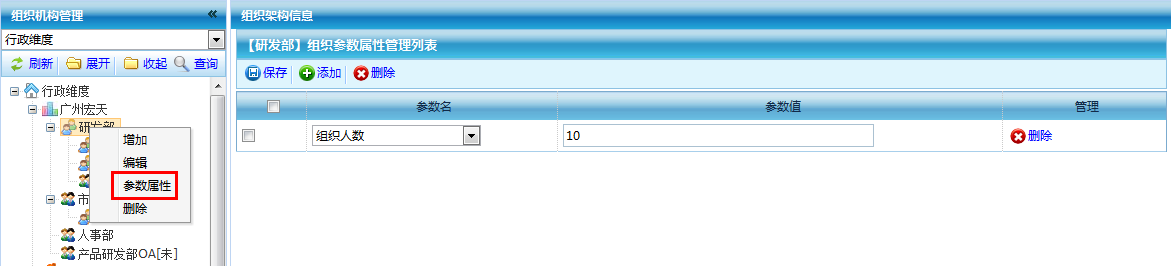 组织机构管理
行政维度
刷新 展开 收起 查询
行政维度
广州宏天
研发部
增加
编辑
参数属性
删除
市
人事部
产品研发部OA[未]
组织架构信息
【研发部】组织参数属性管理列表
保存 添加 删除
参数名 参数值 管理
组织人数 10 删除